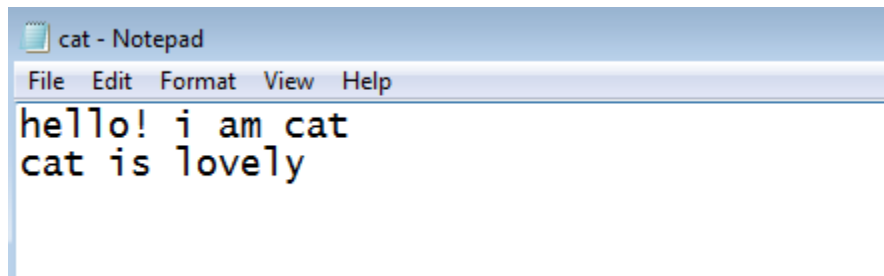 cat - Notepad
File Edit Format View Help
hello! i am cat
cat is lovely